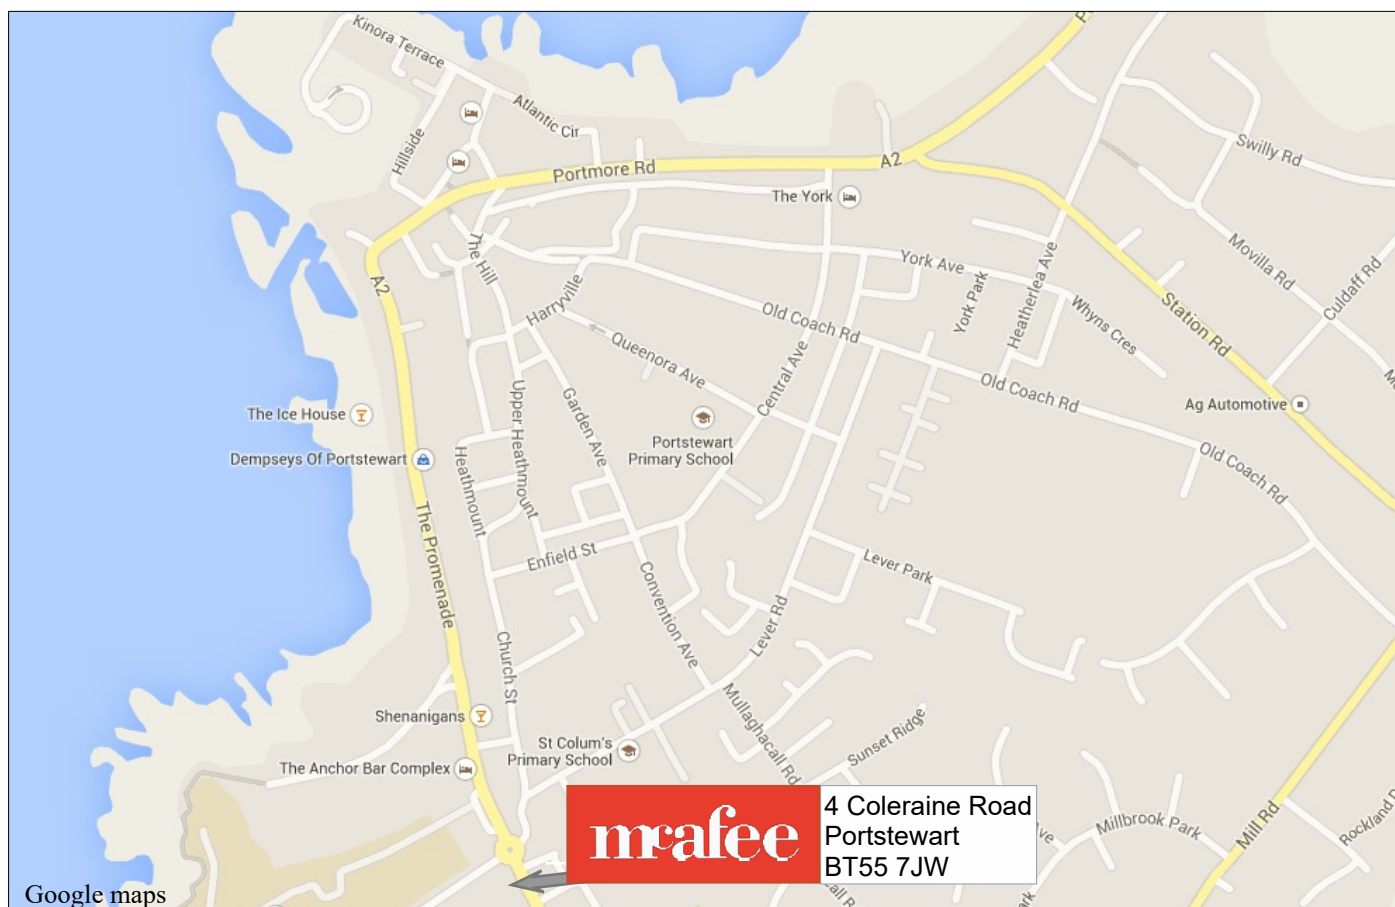 Kinora Terrace
Atlantic Cir
Hillside
Portmore Rd
A2
Swilly Rd
The York
The Hill
York Ave
Heatherlea Ave
Movilla Rd
Culdaff Rd
A2
Harryville
York Park
Whyns Cres
Station Rd
Old Coach Rd
Queenora Ave
Central Ave
Old Coach Rd
Ag Automotive
The Ice House
Upper Heathmount
Garden Ave
Portstewart
Primary School
Dempseys Of Portstewart
Heathmount
Old Coach Rd
The Promenade
Enfield St
Convention Ave
Lever Park
Lever Rd
Church St
Shenanigans
Mullaghacall Rd
Sunset Ridge
St Colum's
Primary School
The Anchor Bar Complex
mcafee
4 Coleraine Road
Portstewart
BT55 7JW
Ave
Millbrook Park
Mill Rd
Rockland
Google maps